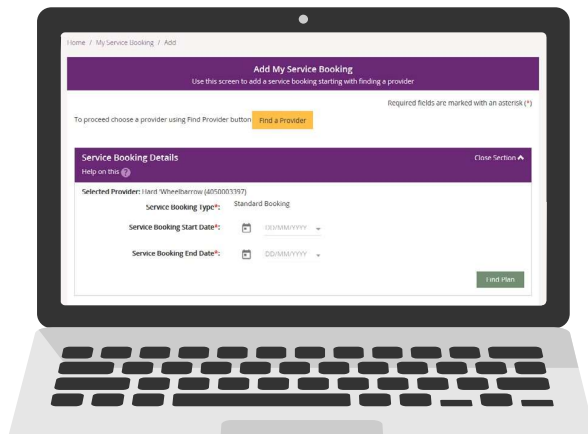 Home / My Service Booking / Add
Add My Service Booking
Use this screen to add a service booking starting with finding a provider
Required fields are marked with an asterisk (*)
To proceed choose a provider using Find Provider button Find a Provider
Service Booking Details
Close Section
Help on this ?
Selected Provider: Hard 'Wheelbarrow (4050003397)
Service Booking Type*: Standard Booking
Service Booking Start Date*: DD/MM/YYYY
Service Booking End Date*: DD/MM/YYYY
Find Plan